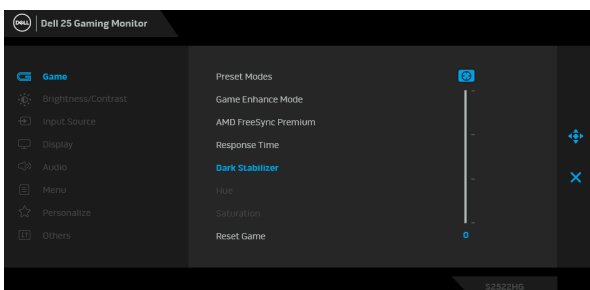 DELL
Dell 25 Gaming Monitor
Game
Brightness/Contrast
Input Source
Display
Audio
Menu
Personalize
Others
Preset Modes
Game Enhance Mode
AMD FreeSync Premium
Response Time
Dark Stabilizer
Hue
Saturation
Reset Game
0
S2522HG